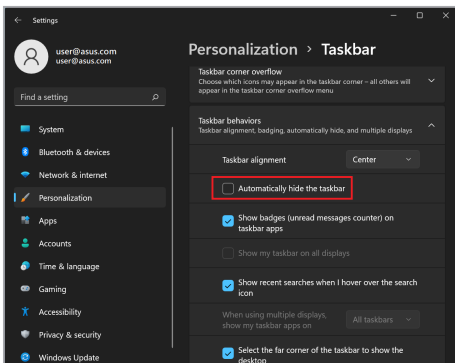 Settings
user@asus.com
user@asus.com
Find a setting
System
Bluetooth & devices
Network & internet
Personalization
Apps
Accounts
Time & language
Gaming
Accessibility
Privacy & security
Windows Update
Personalization > Taskbar
Taskbar corner overflow
Choose which icons may appear in the taskbar corner – all others will
appear in the taskbar corner overflow menu
Taskbar behaviors
Taskbar alignment, badging, automatically hide, and multiple displays
Taskbar alignment
Center
Automatically hide the taskbar
Show badges (unread messages counter) on
taskbar apps
Show my taskbar on all displays
Show recent searches when I hover over the search
icon
When using multiple displays,
show my taskbar apps on
All taskbars
Select the far corner of the taskbar to show the
desktop